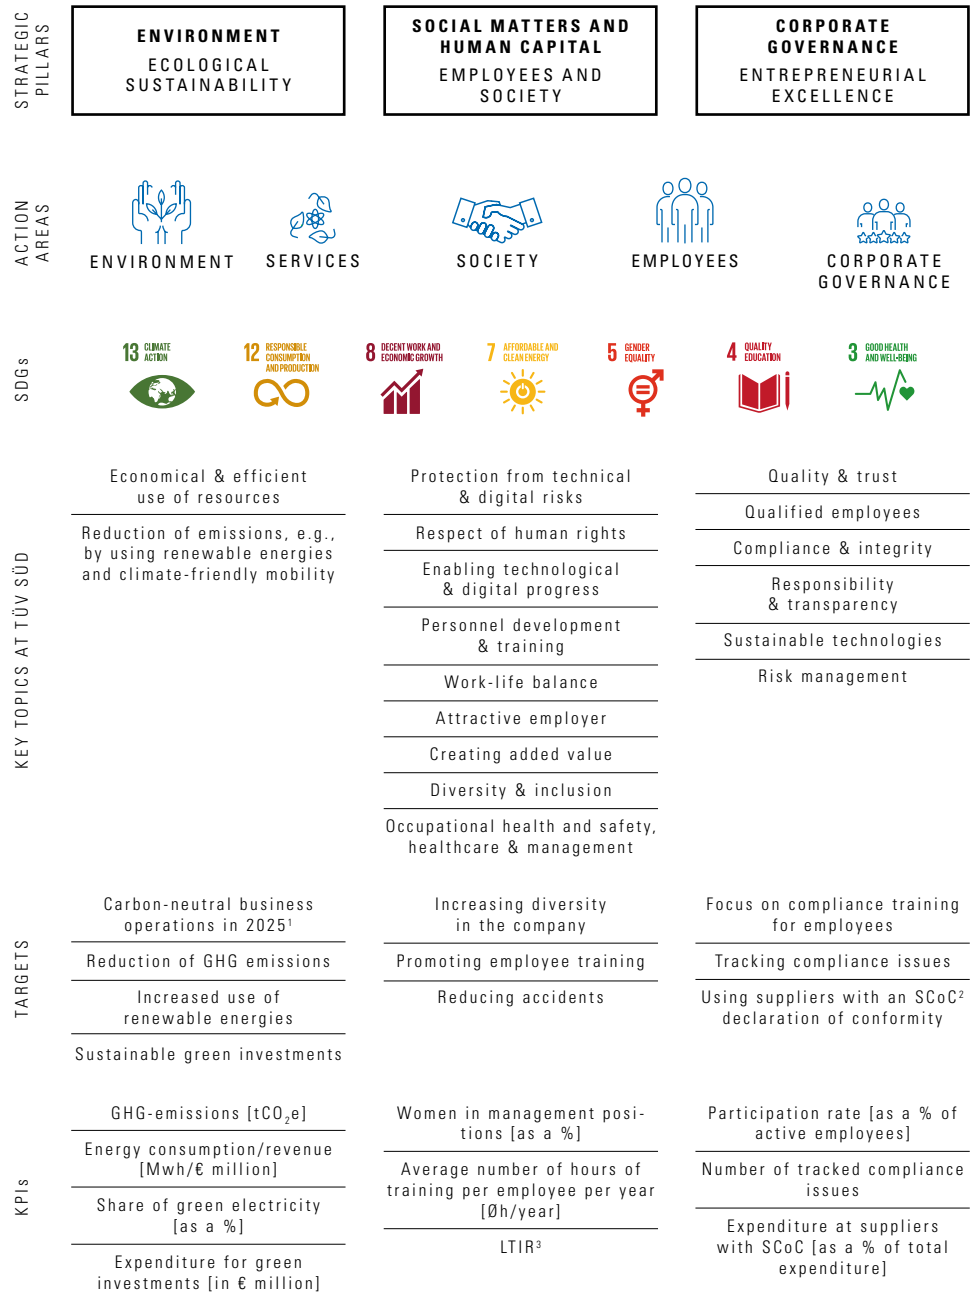 STRATEGIC
PILLARS
ENVIRONMENT
ECOLOGICAL
SUSTAINABILITY
SOCIAL MATTERS AND
HUMAN CAPITAL
EMPLOYEES AND
SOCIETY
CORPORATE
GOVERNANCE
ENTREPRENEURIAL
EXCELLENCE
ACTION
AREAS
ENVIRONMENT
SERVICES
SOCIETY
EMPLOYEES
CORPORATE
GOVERNANCE
SDGs
13 CLIMATE
ACTION
12 RESPONSIBLE
CONSUMPTION
AND PRODUCTION
8 DECENT WORK AND
ECONOMIC GROWTH
7 AFFORDABLE AND
CLEAN ENERGY
5 GENDER
EQUALITY
4 QUALITY
EDUCATION
3 GOOD HEALTH
AND WELL-BEING
KEY TOPICS AT TÜV SÜD
Economical & efficient
use of resources
Reduction of emissions, e.g.,
by using renewable energies
and climate-friendly mobility
Protection from technical
& digital risks
Respect of human rights
Enabling technological
& digital progress
Personnel development
& training
Work-life balance
Attractive employer
Creating added value
Diversity & inclusion
Occupational health and safety,
healthcare & management
Quality & trust
Qualified employees
Compliance & integrity
Responsibility
& transparency
Sustainable technologies
Risk management
TARGETS
Carbon-neutral business
operations in 2025¹
Reduction of GHG emissions
Increased use of
renewable energies
Sustainable green investments
Increasing diversity
in the company
Promoting employee training
Reducing accidents
Focus on compliance training
for employees
Tracking compliance issues
Using suppliers with an SCoC²
declaration of conformity
KPIs
GHG-emissions [tCO₂e]
Energy consumption/revenue
[Mwh/€ million]
Share of green electricity
[as a %]
Expenditure for green
investments [in € million]
Women in management posi-
tions [as a %]
Average number of hours of
training per employee per year
[Øh/year]
LTIR³
Participation rate [as a % of
active employees]
Number of tracked compliance
issues
Expenditure at suppliers
with SCoC [as a % of total
expenditure]